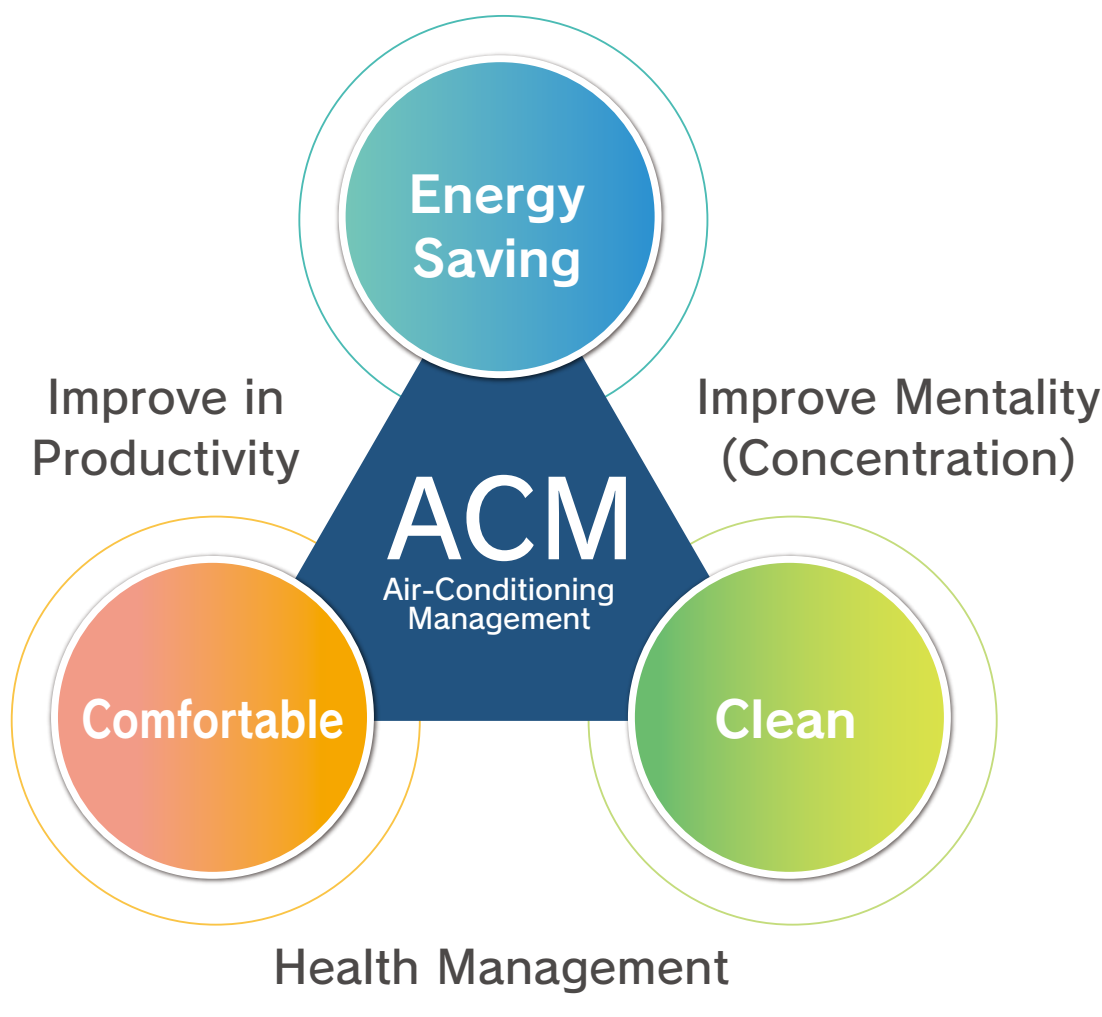 Energy
Saving
Improve in
Productivity
Improve Mentality
(Concentration)
ACM
Air-Conditioning
Management
Comfortable
Clean
Health Management